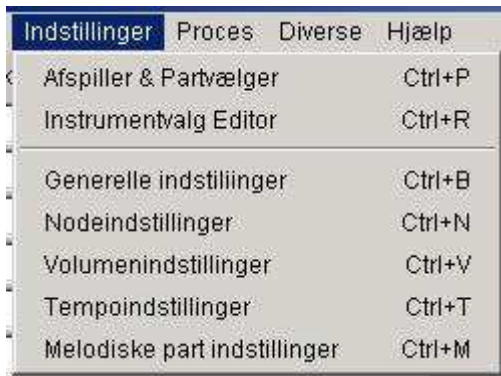 Indstillinger Proces Diverse Hjælp
Afspiller & Partvælger Ctrl+P
Instrumentvalg Editor Ctrl+R
Generelle indstiliinger Ctrl+B
Nodeindstillinger Ctrl+N
Volumenindstillinger Ctrl+V
Tempoindstillinger Ctrl+T
Melodiske part indstillinger Ctrl+M